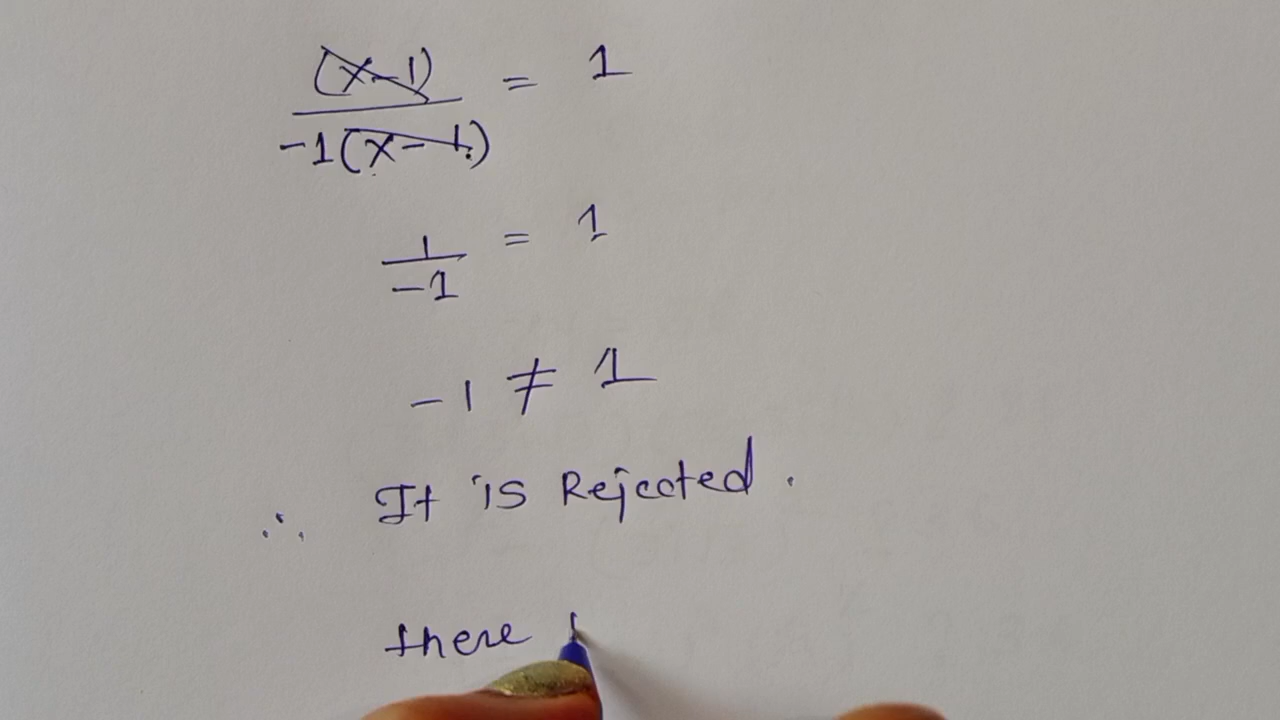 (x-1)
= 1
-1(x-1)
1
= 1
-1
-1 ≠ 1
∴ It is Rejected.
there